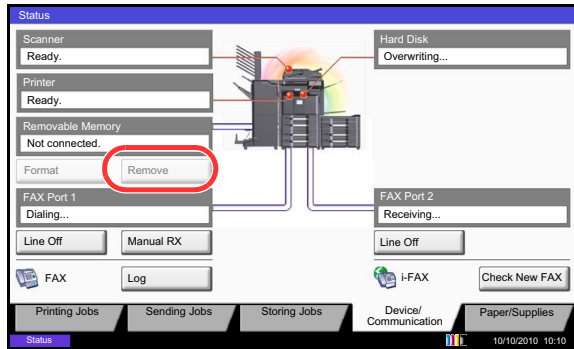 Status
Scanner
Ready.
Hard Disk
Overwriting...
Printer
Ready.
Removable Memory
Not connected.
Format
Remove
FAX Port 1
Dialing...
FAX Port 2
Receiving...
Line Off
Manual RX
Line Off
FAX
Log
i-FAX
Check New FAX
Printing Jobs
Sending Jobs
Storing Jobs
Device/
Communication
Paper/Supplies
Status
10/10/2010 10:10